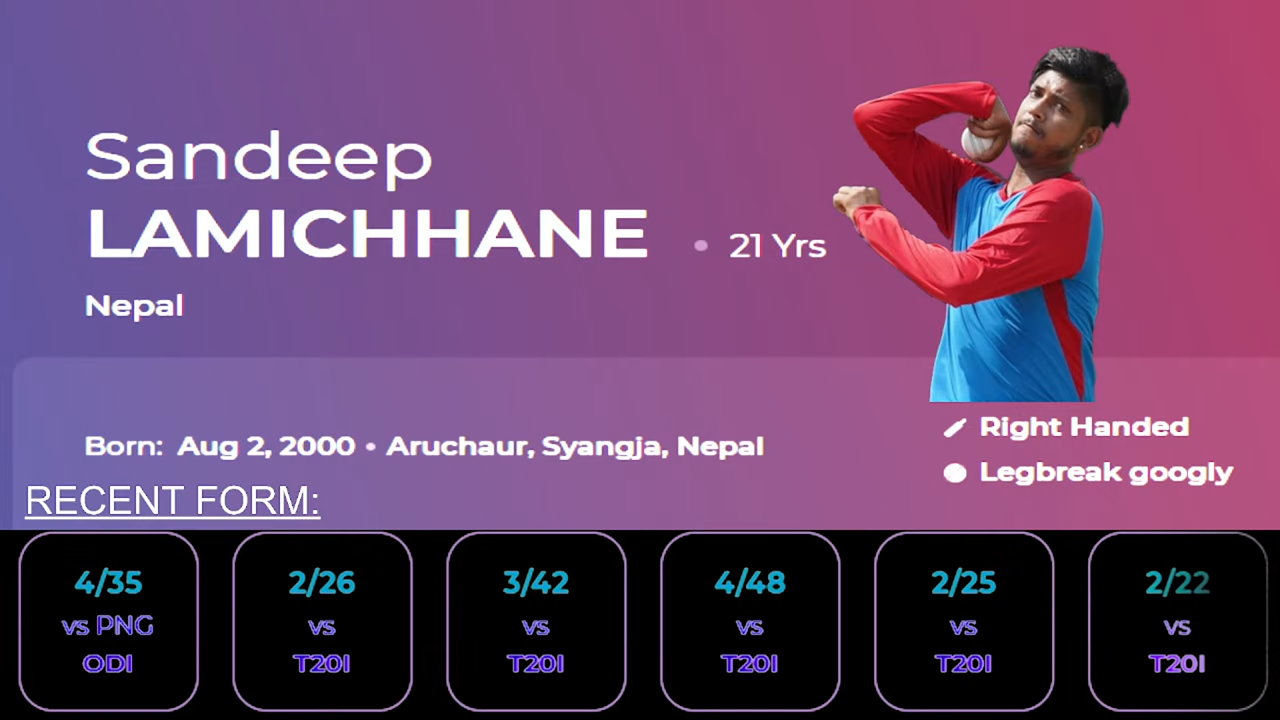 Sandeep
LAMICHHANE • 21 Yrs
Nepal
Born: Aug 2, 2000 • Aruchaur, Syangja, Nepal
Right Handed
Legbreak googly
RECENT FORM:
4/35
vs PNG
ODI
2/26
vs
T20I
3/42
vs
T20I
4/48
vs
T20I
2/25
vs
T20I
2/22
vs
T20I